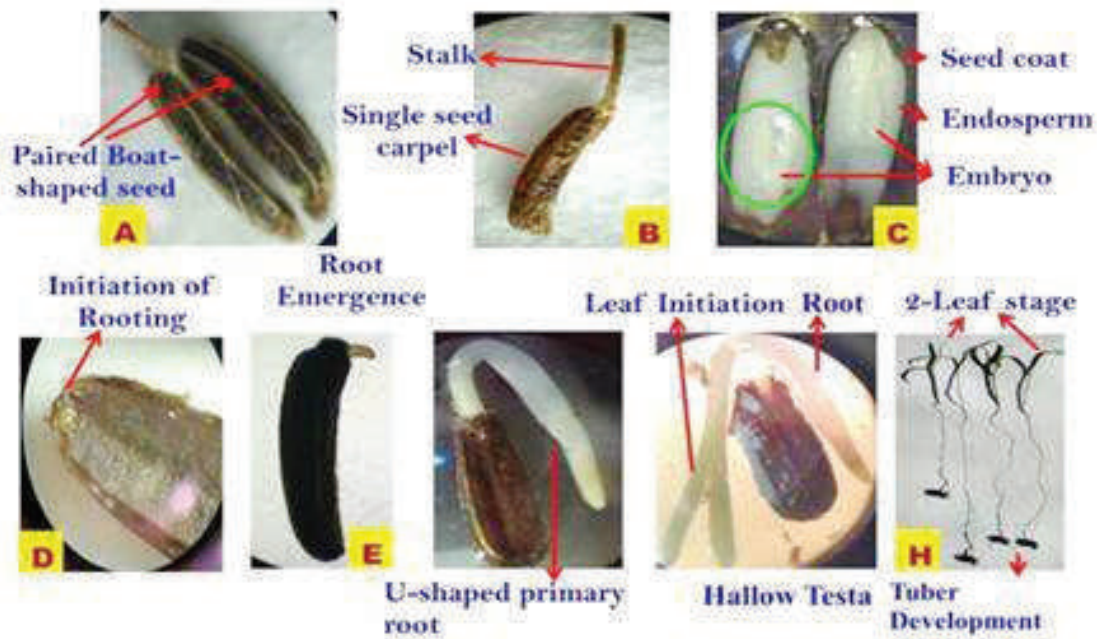 Paired Boat-
shaped seed
A
Stalk
Single seed
carpel
B
Seed coat
Endosperm
Embryo
C
Initiation of
Rooting
D
Root
Emergence
E
U-shaped primary
root
Leaf Initiation
Root
Hallow Testa
2-Leaf stage
H
Tuber
Development